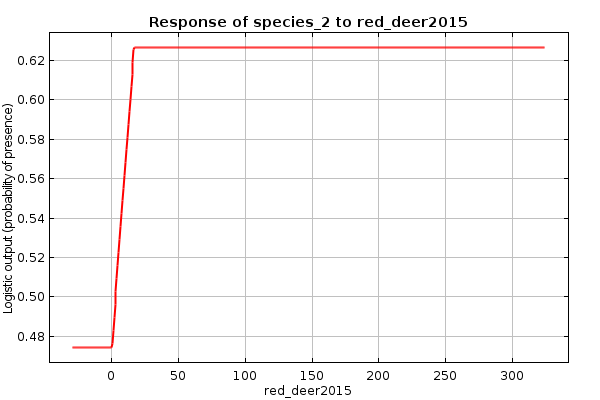 Response of species_2 to red_deer2015
Logistic output (probability of presence)
0.62
0.60
0.58
0.56
0.54
0.52
0.50
0.48
0 50 100 150 200 250 300
red_deer2015